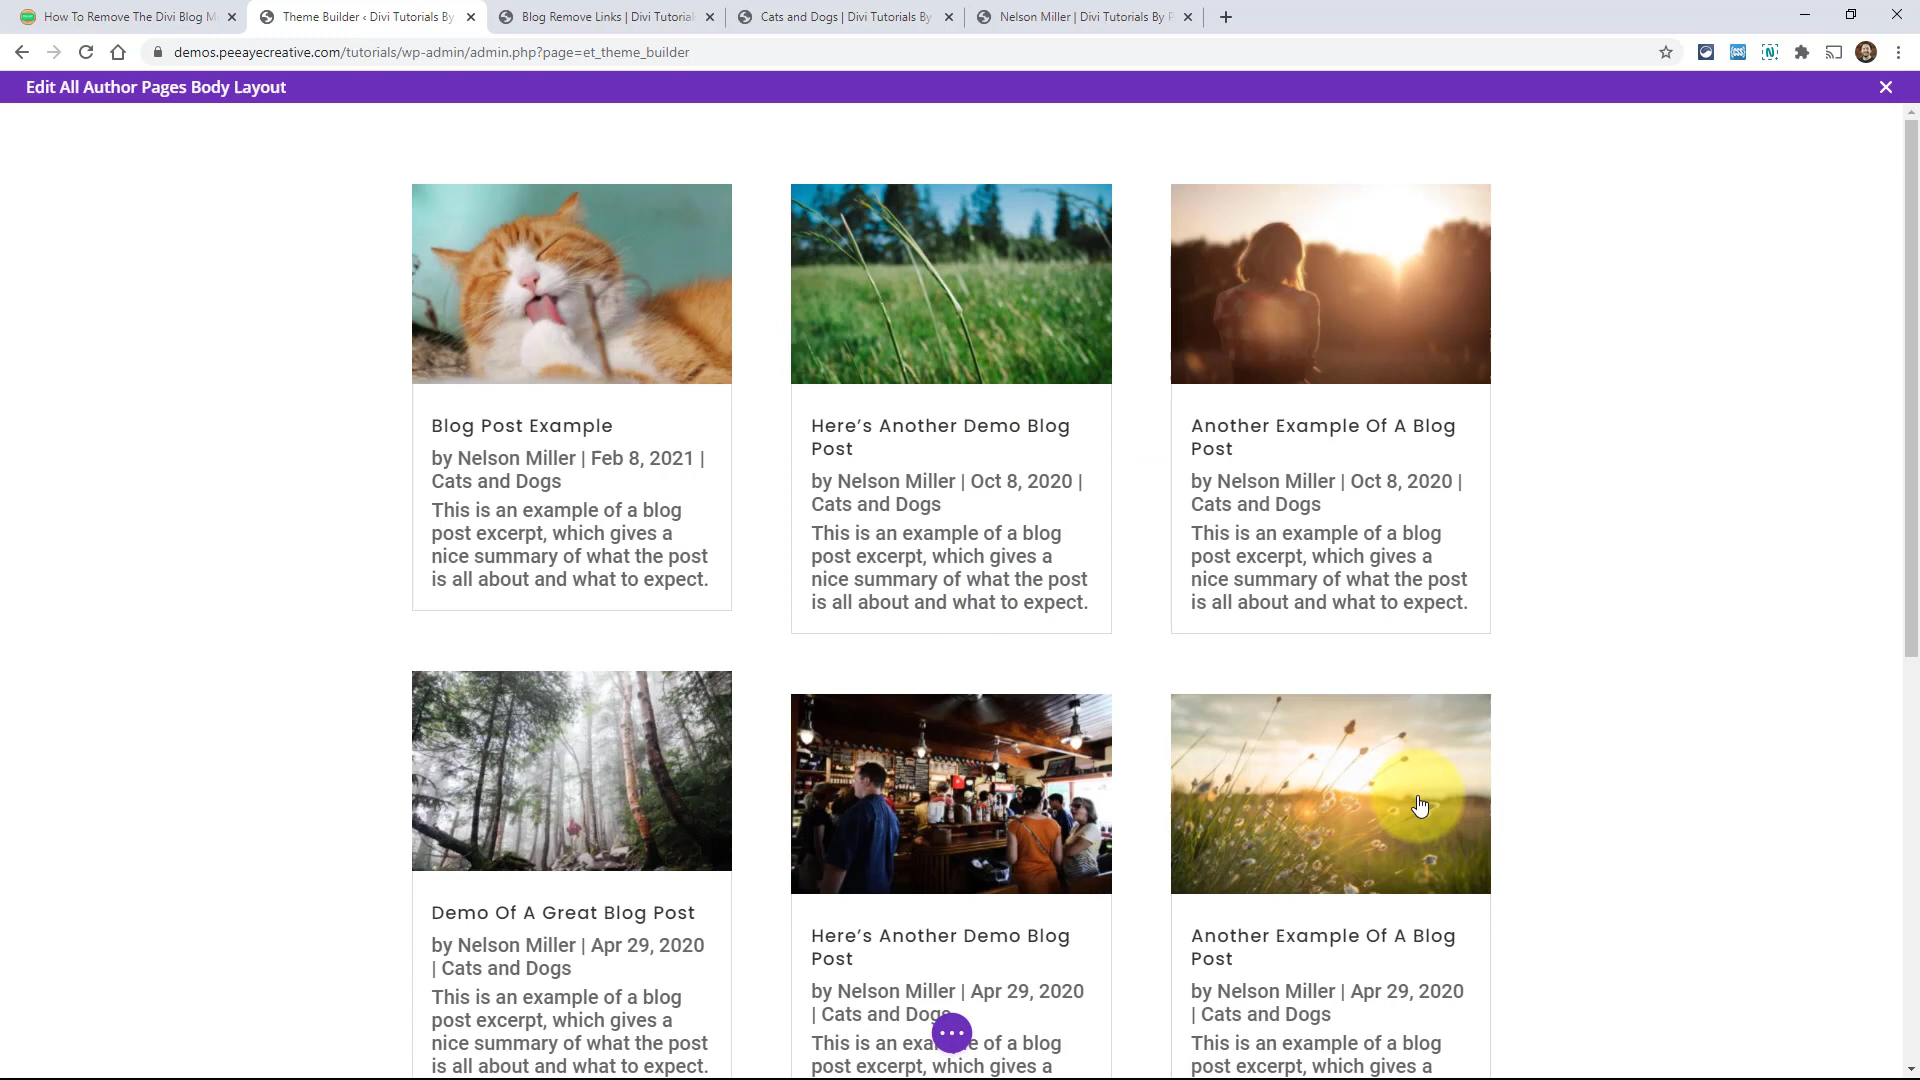 How To Remove The Divi Blog M
Theme Builder ‹ Divi Tutorials By
Blog Remove Links | Divi Tutorial
Cats and Dogs | Divi Tutorials By
Nelson Miller | Divi Tutorials By P
demos.peeayecreative.com/tutorials/wp-admin/admin.php?page=et_theme_builder
Edit All Author Pages Body Layout
Blog Post Example
by Nelson Miller | Feb 8, 2021 |
Cats and Dogs
This is an example of a blog
post excerpt, which gives a
nice summary of what the post
is all about and what to expect.
Here’s Another Demo Blog
Post
by Nelson Miller | Oct 8, 2020 |
Cats and Dogs
This is an example of a blog
post excerpt, which gives a
nice summary of what the post
is all about and what to expect.
Another Example Of A Blog
Post
by Nelson Miller | Oct 8, 2020 |
Cats and Dogs
This is an example of a blog
post excerpt, which gives a
nice summary of what the post
is all about and what to expect.
Demo Of A Great Blog Post
by Nelson Miller | Apr 29, 2020
| Cats and Dogs
This is an example of a blog
post excerpt, which gives a
nice summary of what the post
is all about and what to expect.
Here’s Another Demo Blog
Post
by Nelson Miller | Apr 29, 2020
| Cats and Dogs
This is an example of a blog
post excerpt, which gives a
Another Example Of A Blog
Post
by Nelson Miller | Apr 29, 2020
| Cats and Dogs
This is an example of a blog
post excerpt, which gives a